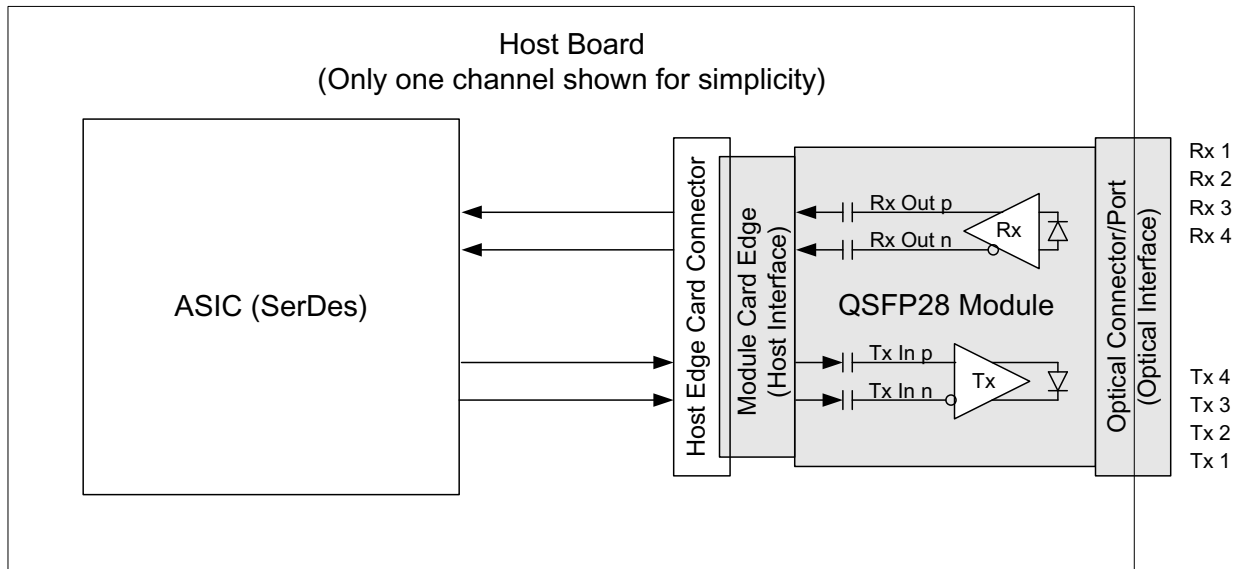 Host Board
(Only one channel shown for simplicity)
ASIC (SerDes)
Host Edge Card Connector
Module Card Edge
(Host Interface)
Rx Out p
Rx Out n
Rx
QSFP28 Module
Tx In p
Tx In n
Tx
Optical Connector/Port
(Optical Interface)
Rx 1
Rx 2
Rx 3
Rx 4
Tx 4
Tx 3
Tx 2
Tx 1